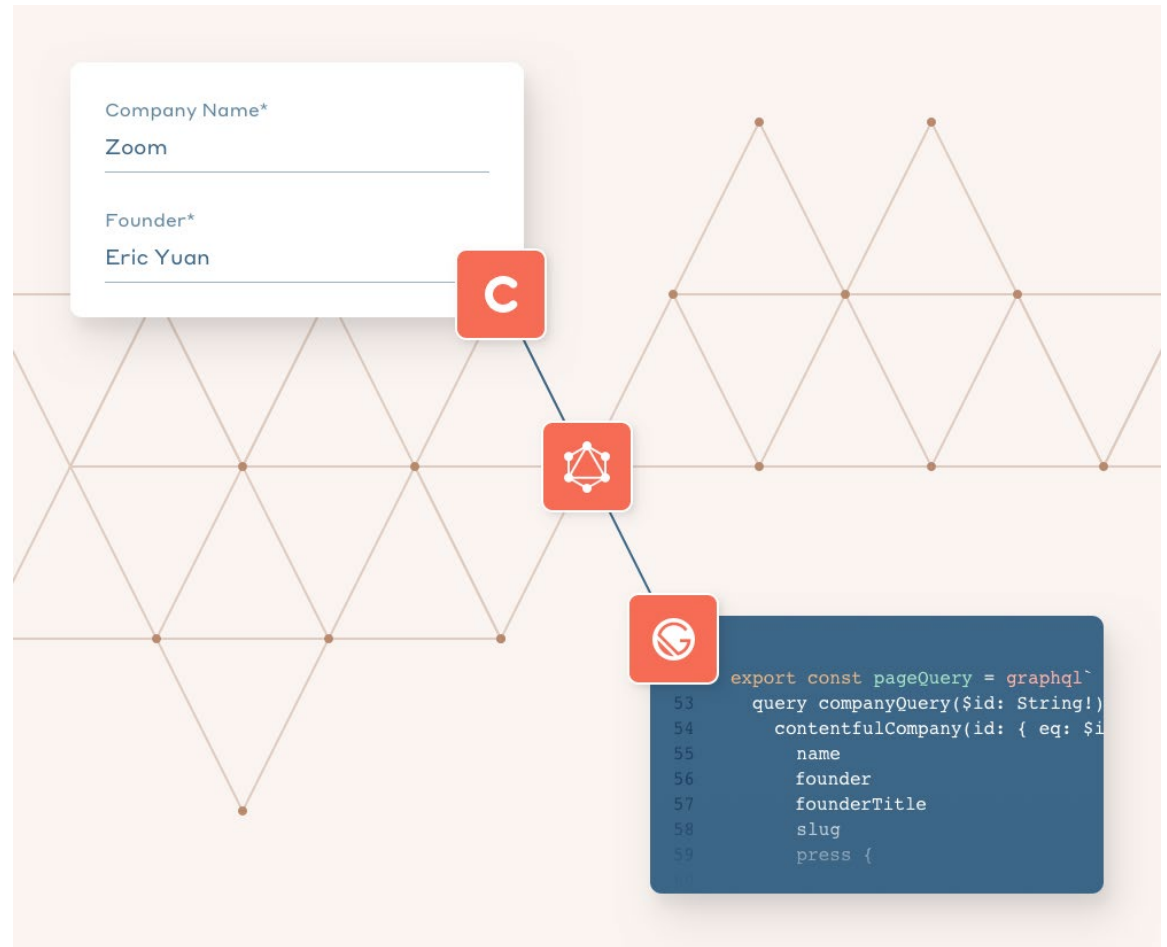 Company Name*
Zoom
Founder*
Eric Yuan
C
G
export const pageQuery = graphql`
53 query companyQuery($id: String!)
54 contentfulCompany(id: { eq: $i
55 name
56 founder
57 founderTitle
58 slug
59 press {